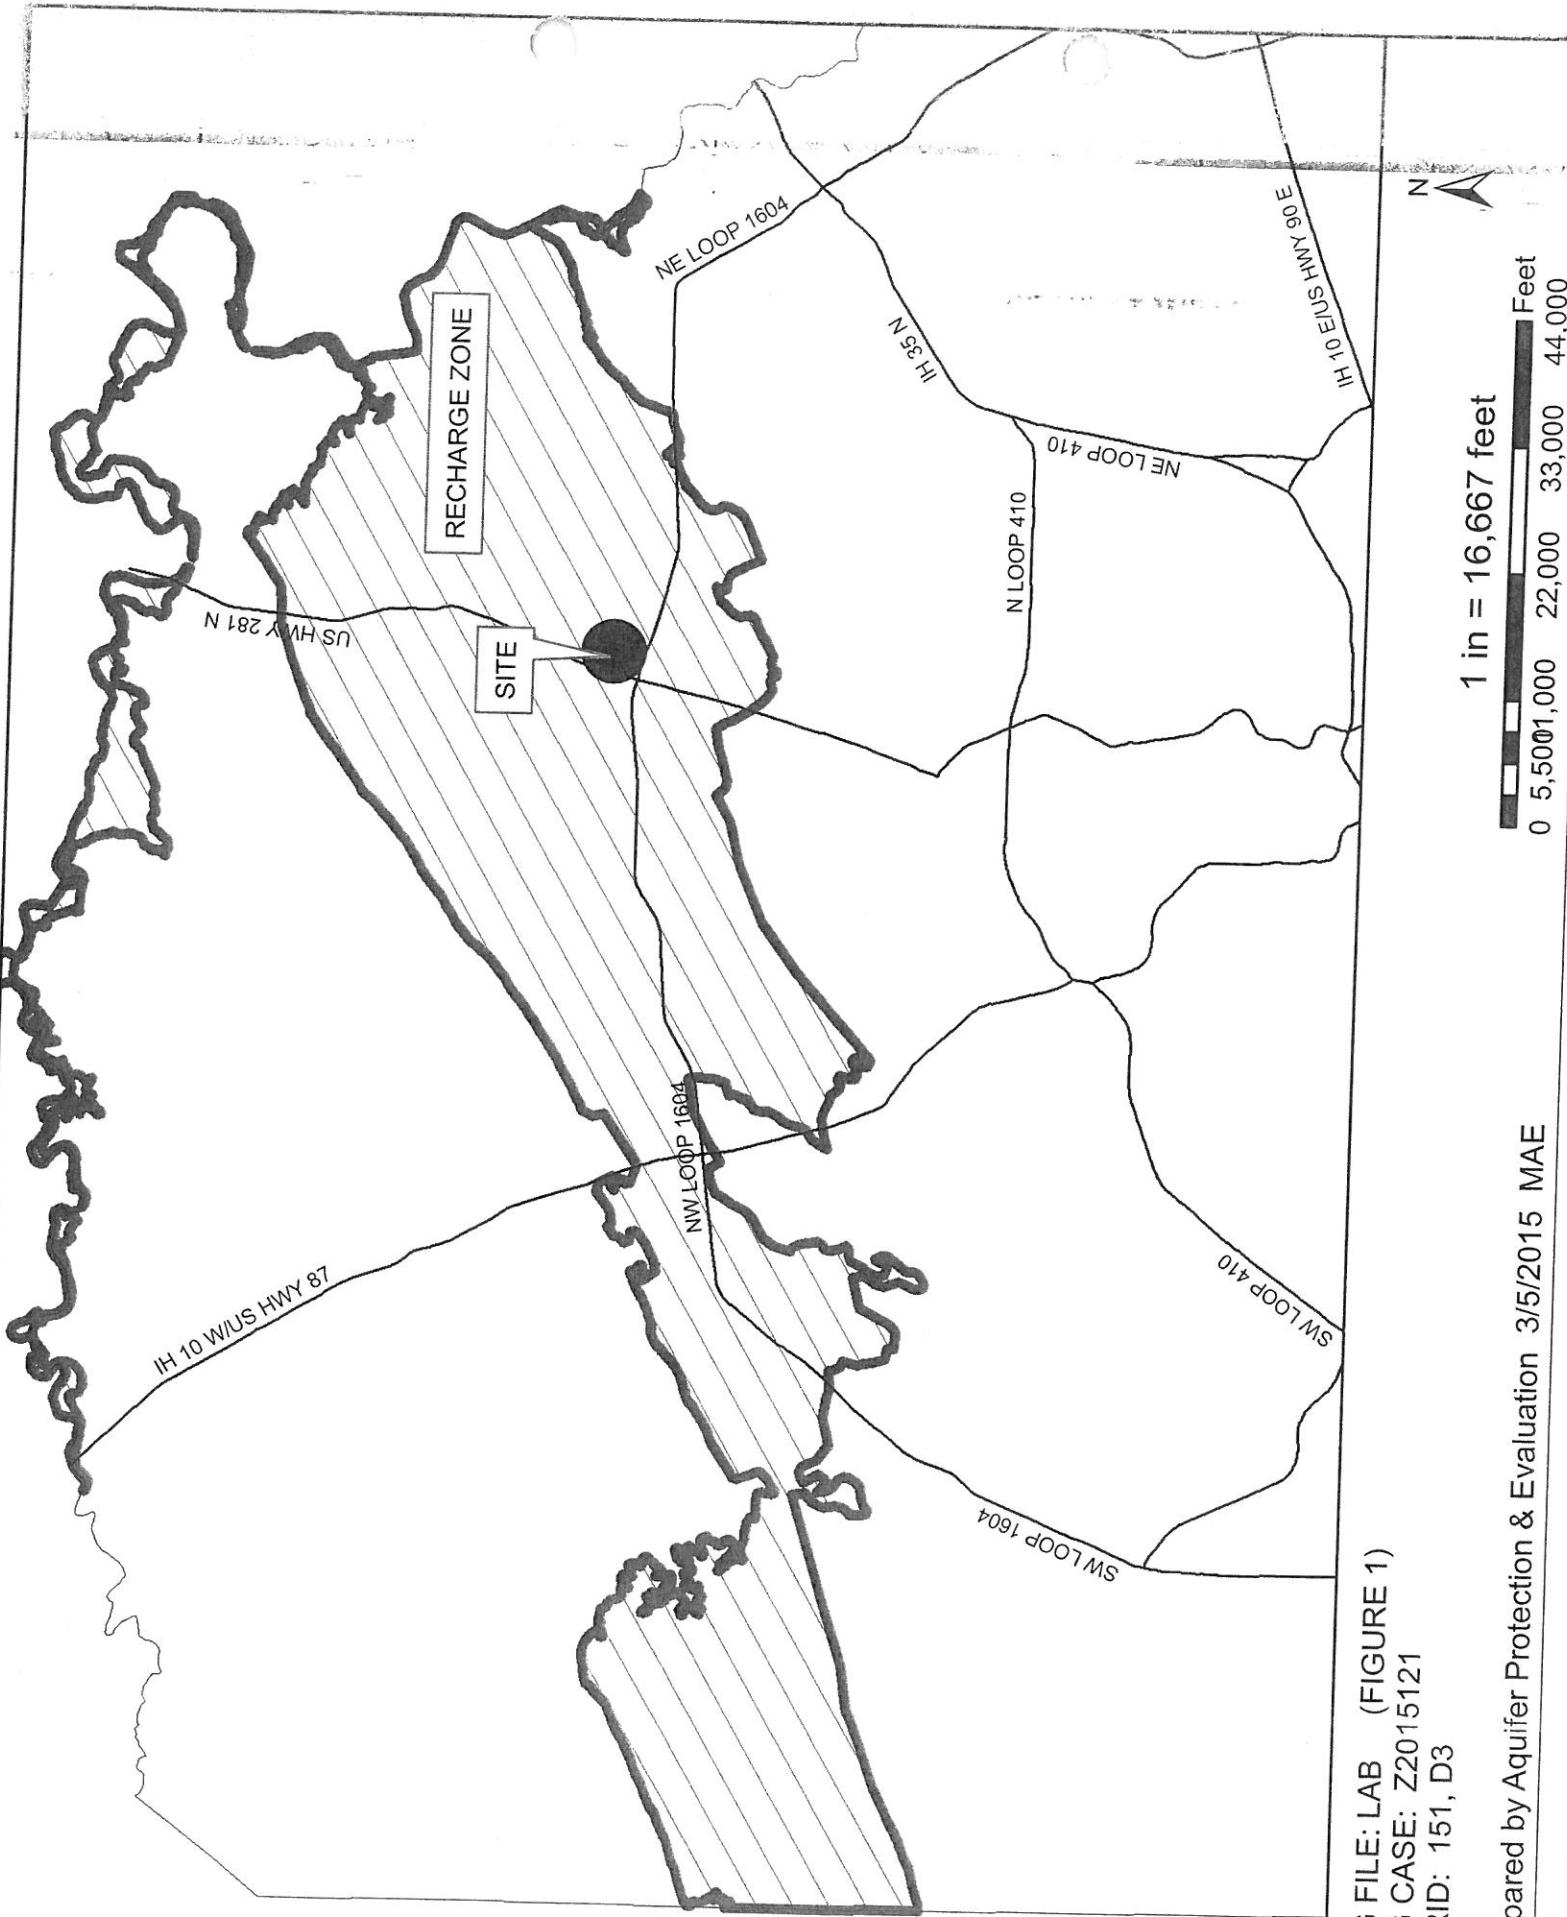 US HWY 281 N
RECHARGE ZONE
SITE
NE LOOP 1604
IH 10 W/US HWY 87
NW LOOP 1604
IH 35 N
N LOOP 410
NE LOOP 410
IH 10 E/US HWY 90 E
SW LOOP 1604
SW LOOP 410
N
1 in = 16,667 feet
Feet
0 5,500 22,000 33,000 44,000
G FILE: LAB (FIGURE 1)
CASE: Z2015121
RID: 151, D3
pared by Aquifer Protection & Evaluation 3/5/2015 MAE